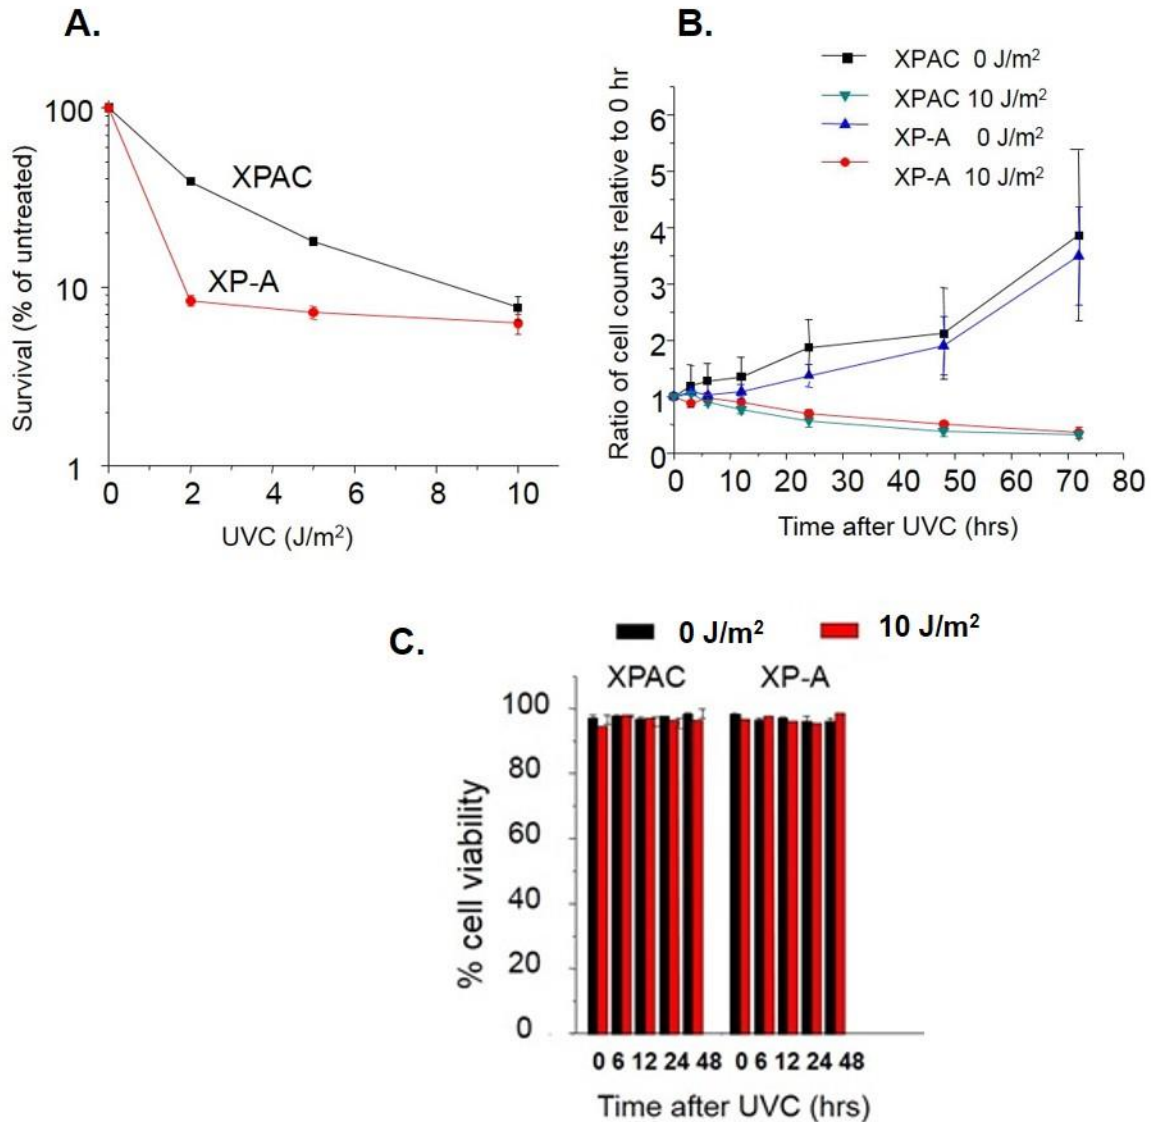 A.
Survival (% of untreated)
100
10
1
XPAC
XP-A
0 2 4 6 8 10
UVC (J/m²)
B.
XPAC 0 J/m²
XPAC 10 J/m²
XP-A 0 J/m²
XP-A 10 J/m²
Ratio of cell counts relative to 0 hr
6
5
4
3
2
1
0
0 10 20 30 40 50 60 70 80
Time after UVC (hrs)
C.
0 J/m²
10 J/m²
XPAC XP-A
% cell viability
100
80
60
40
20
0
0 6 12 24 48 0 6 12 24 48
Time after UVC (hrs)